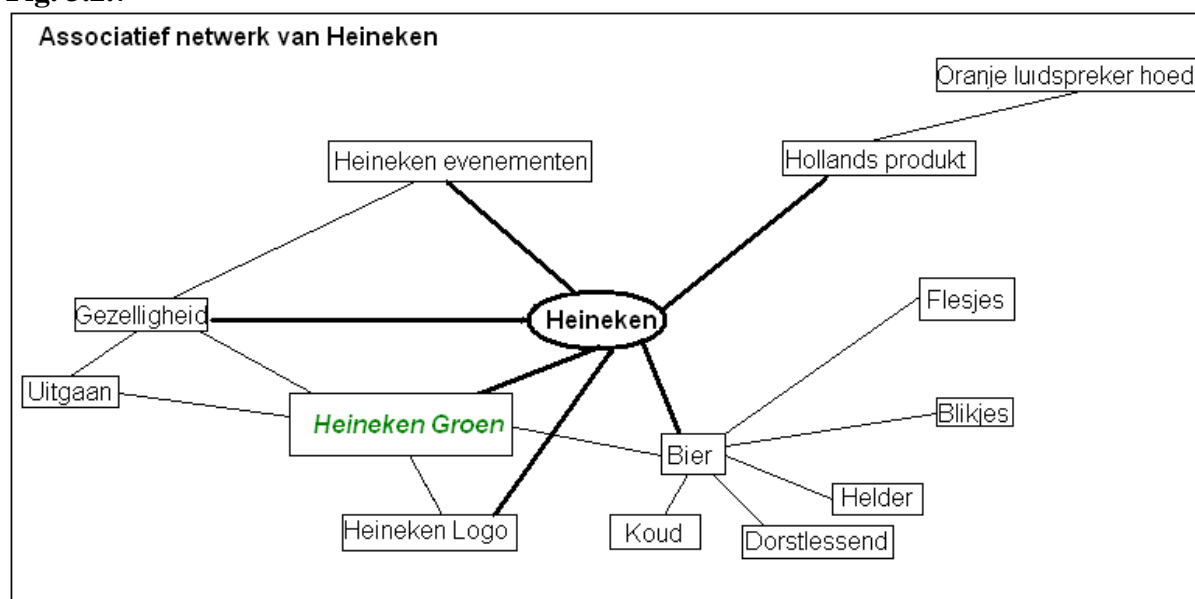 Associatief netwerk van Heineken
Oranje luidspreker hoed
Heineken evenementen
Hollands produkt
Flesjes
Gezelligheid
Heineken
Uitgaan
Blikjes
Heineken Groen
Bier
Helder
Heineken Logo
Koud
Dorstlessend